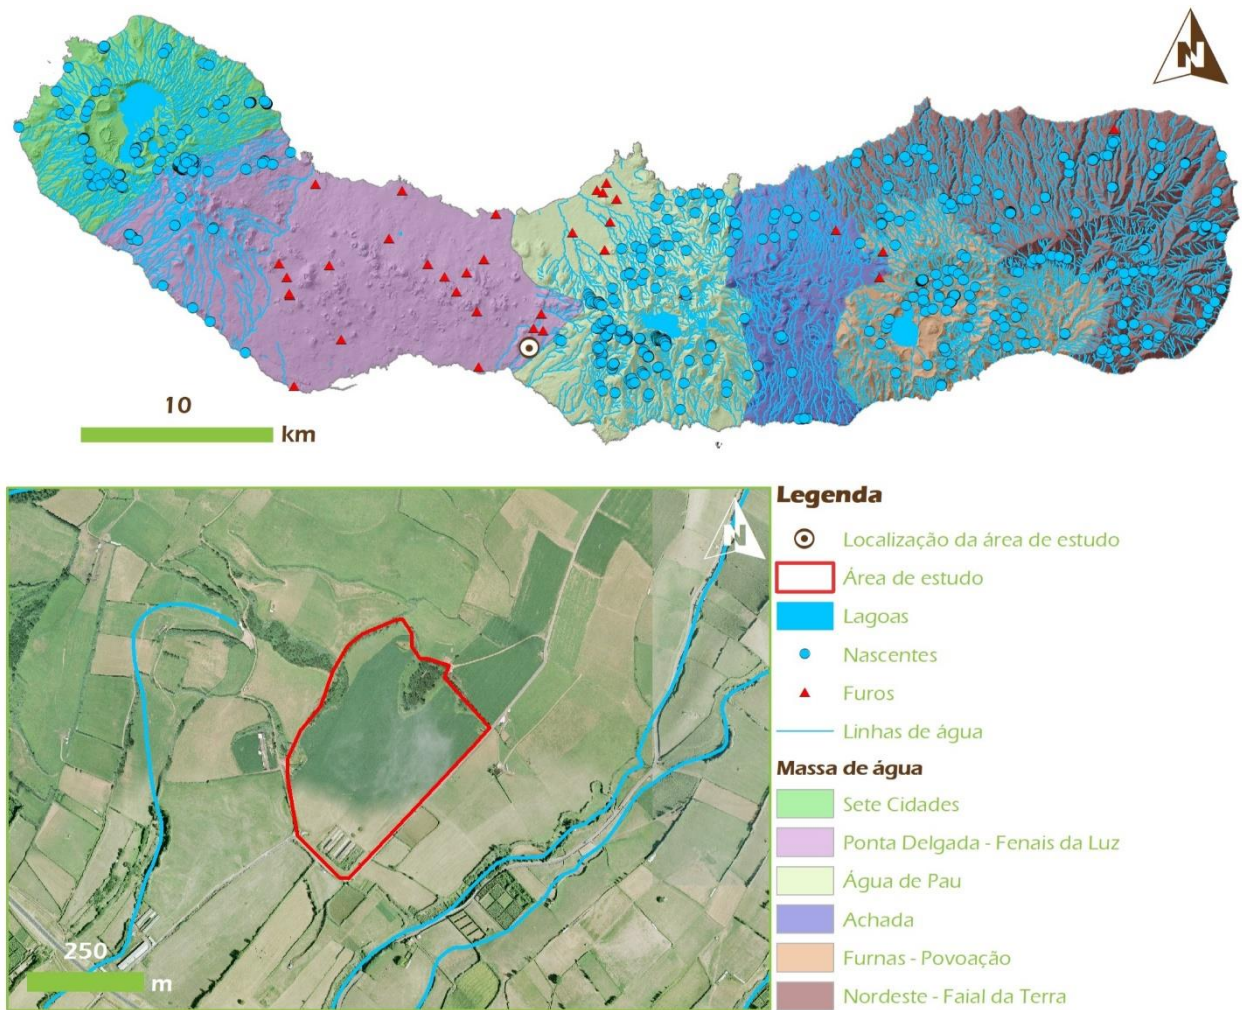 N
10
km
N
250
m
Legenda
Localização da área de estudo
Área de estudo
Lagoas
Nascentes
Furos
Linhas de água
Massa de água
Sete Cidades
Ponta Delgada - Fenais da Luz
Água de Pau
Achada
Furnas - Povoação
Nordeste - Faial da Terra